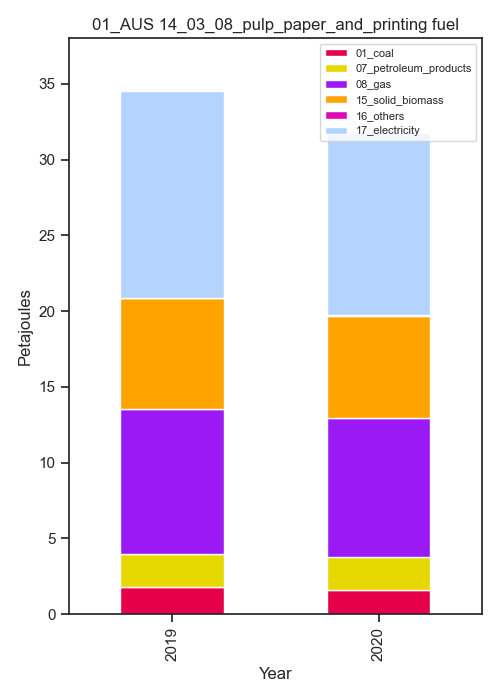 01_AUS 14_03_08_pulp_paper_and_printing fuel
01_coal
07_petroleum_products
08_gas
15_solid_biomass
16_others
17_electricity
35
30
25
20
15
10
5
0
Petajoules
2019
2020
Year